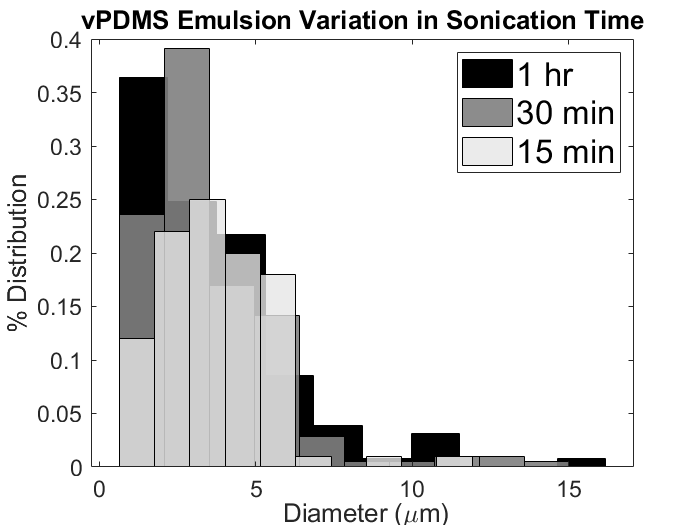 vPDMS Emulsion Variation in Sonication Time
0.4
0.35
0.3
0.25
0.2
0.15
0.1
0.05
0
% Distribution
1 hr
30 min
15 min
0 5 10 15
Diameter (μm)